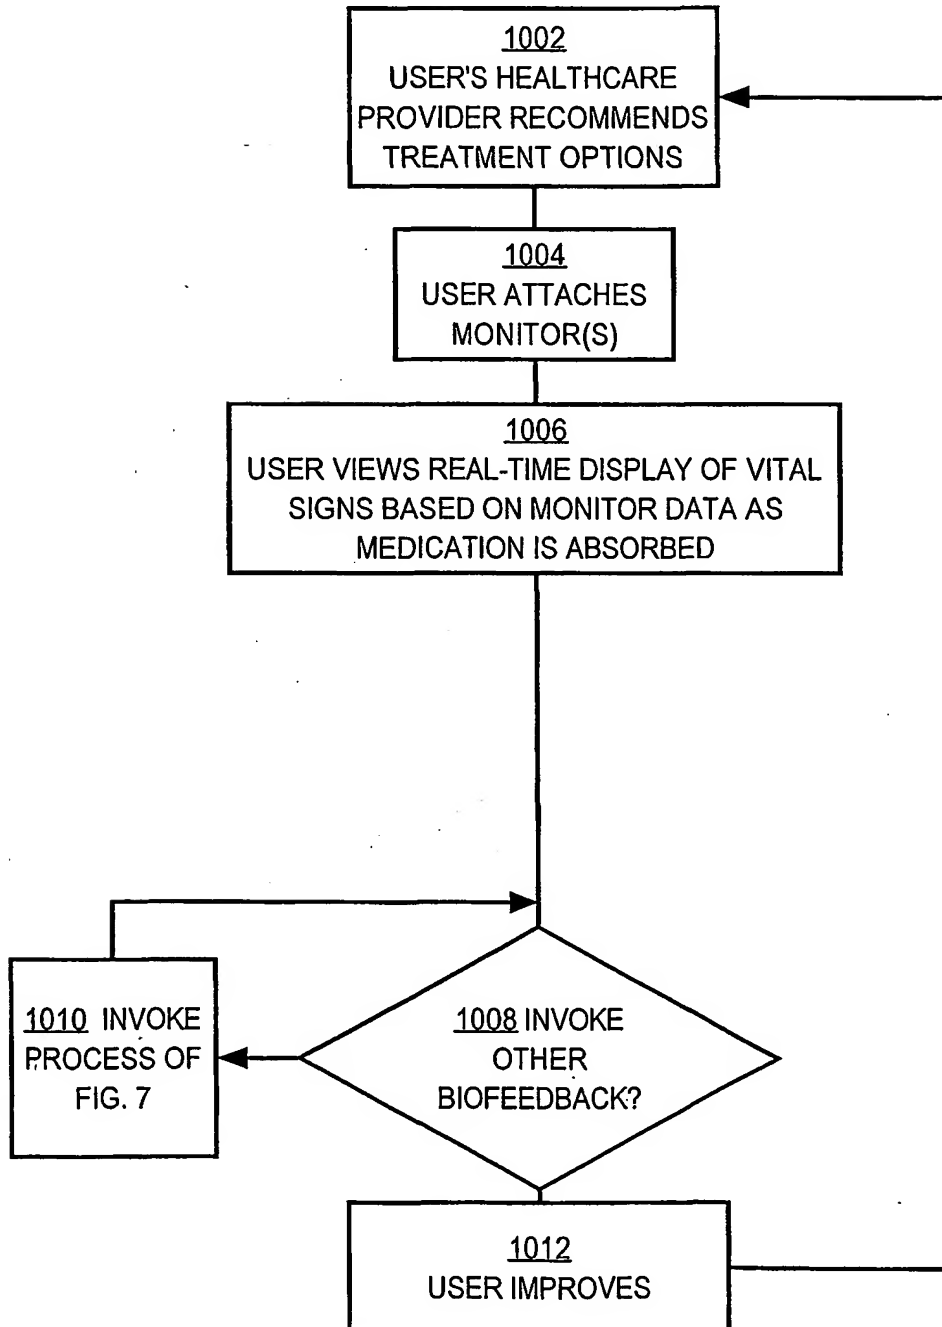 1002
USER'S HEALTHCARE
PROVIDER RECOMMENDS
TREATMENT OPTIONS
1004
USER ATTACHES
MONITOR(S)
1006
USER VIEWS REAL-TIME DISPLAY OF VITAL
SIGNS BASED ON MONITOR DATA AS
MEDICATION IS ABSORBED
1008 INVOKE
OTHER
BIOFEEDBACK?
1010 INVOKE
PROCESS OF
FIG. 7
1012
USER IMPROVES